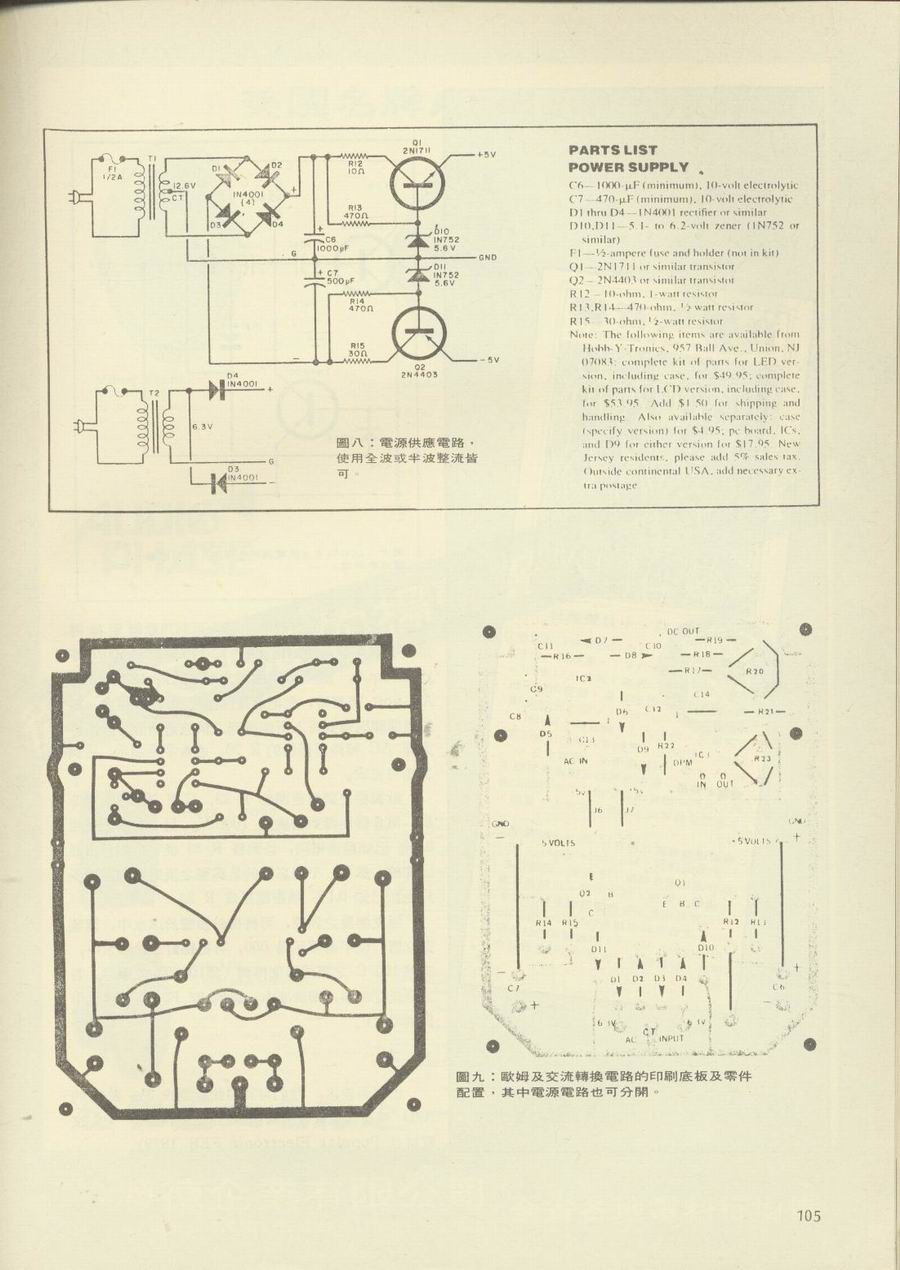 F1
1/2A
T1
12.6V
CT
D1
D2
IN4001
(4)
D3
D4
+
R12
10Ω
R13
470Ω
+
C6
1000pF
G
+
C7
500pF
R14
470Ω
R15
30Ω
−
Q1
2N1711
+5V
D10
IN752
5.6V
GND
D11
IN752
5.6V
−5V
Q2
2N4403
T2
6.3V
D4
IN4001 +
G
D3
IN4001 −
圖八：電源供應電路，
使用全波或半波整流皆
可。
PARTS LIST
POWER SUPPLY
C6—1000-μF (minimum), 10-volt electrolytic
C7—470-μF (minimum), 10-volt electrolytic
D1 thru D4—1N4001 rectifier or similar
D10,D11—5.1- to 6.2-volt zener (1N752 or
similar)
F1—½-ampere fuse and holder (not in kit)
Q1—2N1711 or similar transistor
Q2—2N4403 or similar transistor
R12—10-ohm, 1-watt resistor
R13,R14—470-ohm, ½-watt resistor
R15—30-ohm, ½-watt resistor
Note: The following items are available from
Hobb-Y-Tronics, 957 Ball Ave., Union, NJ
07083: complete kit of parts for LED ver-
sion, including case, for $49.95; complete
kit of parts for LCD version, including case,
for $53.95. Add $1.50 for shipping and
handling. Also available separately: case
(specify version) for $4.95; pc board, ICs,
and D9 for either version for $17.95. New
Jersey residents, please add 5% sales tax.
Outside continental USA, add necessary ex-
tra postage.
DC OUT
C11
D7
C10
R19
R16
D8
R18
R17
R20
IC2
C9
C14
C8
D6
C12
R21
D5
C13
D9
R22
IC1
R23
AC IN
DPM
IN OUT
J6
J7
GND
GND
−
+
5 VOLTS
5 VOLTS
E
Q2
B
C
Q1
E B C
R14
R15
R12
D11
D10
D1
D2
D3
D4
−
C7
+
+
C6
−
CT
AC INPUT
圖九：歐姆及交流轉換電路的印刷底板及零件
配置，其中電源電路也可分開。
105